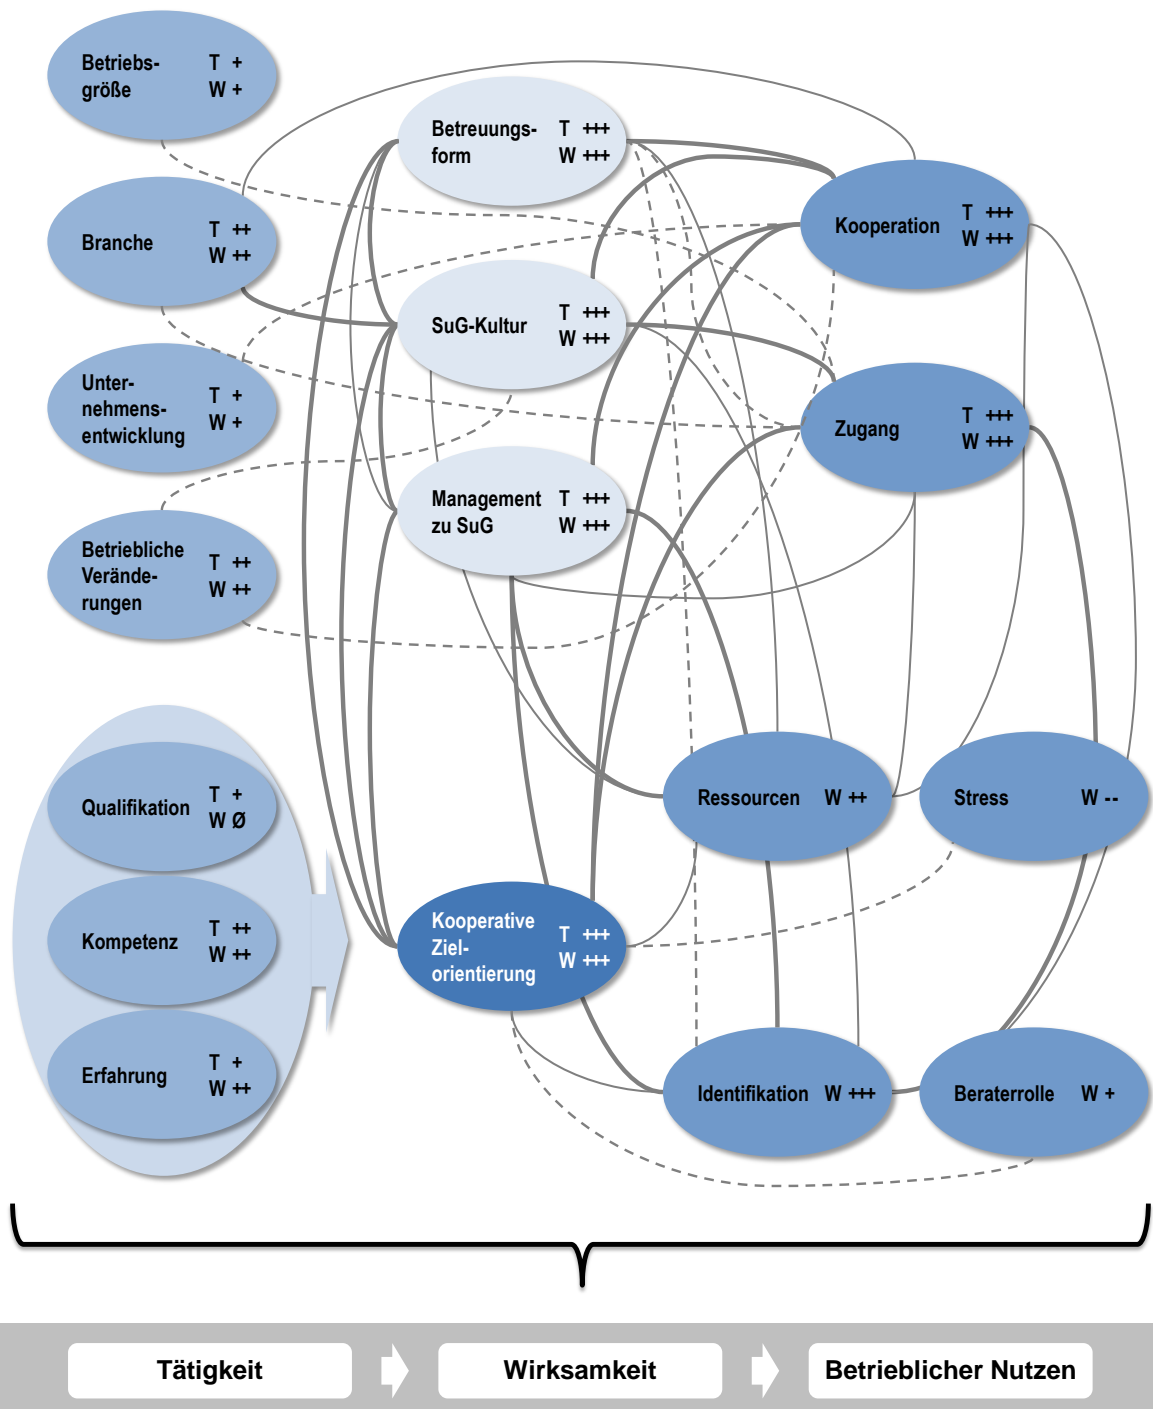 Betriebs-
größe
T +
W +
Branche
T ++
W ++
Unter-
nehmens-
entwicklung
T +
W +
Betriebliche
Verände-
rungen
T ++
W ++
Qualifikation
T +
W Ø
Kompetenz
T ++
W ++
Erfahrung
T +
W ++
Betreuungs-
form
T +++
W +++
SuG-Kultur
T +++
W +++
Management
zu SuG
T +++
W +++
Kooperative
Ziel-
orientierung
T +++
W +++
Kooperation
T +++
W +++
Zugang
T +++
W +++
Ressourcen W ++
Stress W --
Identifikation W +++
Beraterrolle W +
Tätigkeit
Wirksamkeit
Betrieblicher Nutzen